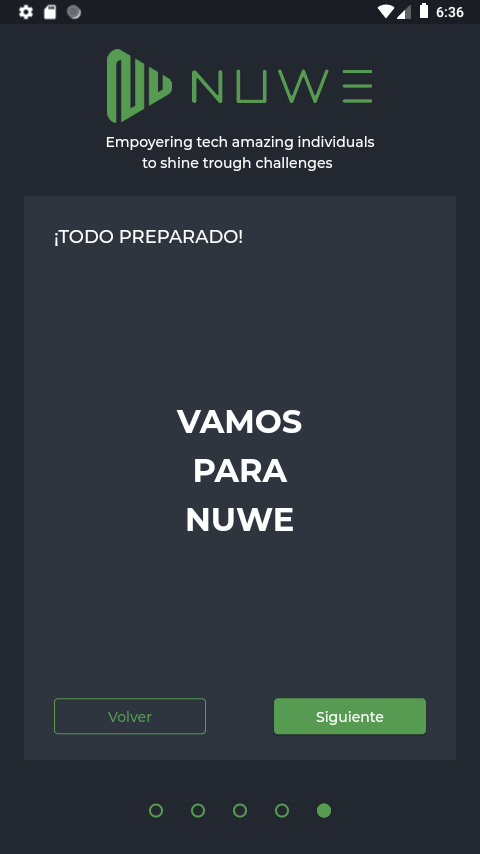 6:36
NUWE
Empoyering tech amazing individuals
to shine trough challenges
¡TODO PREPARADO!
VAMOS
PARA
NUWE
Volver
Siguiente